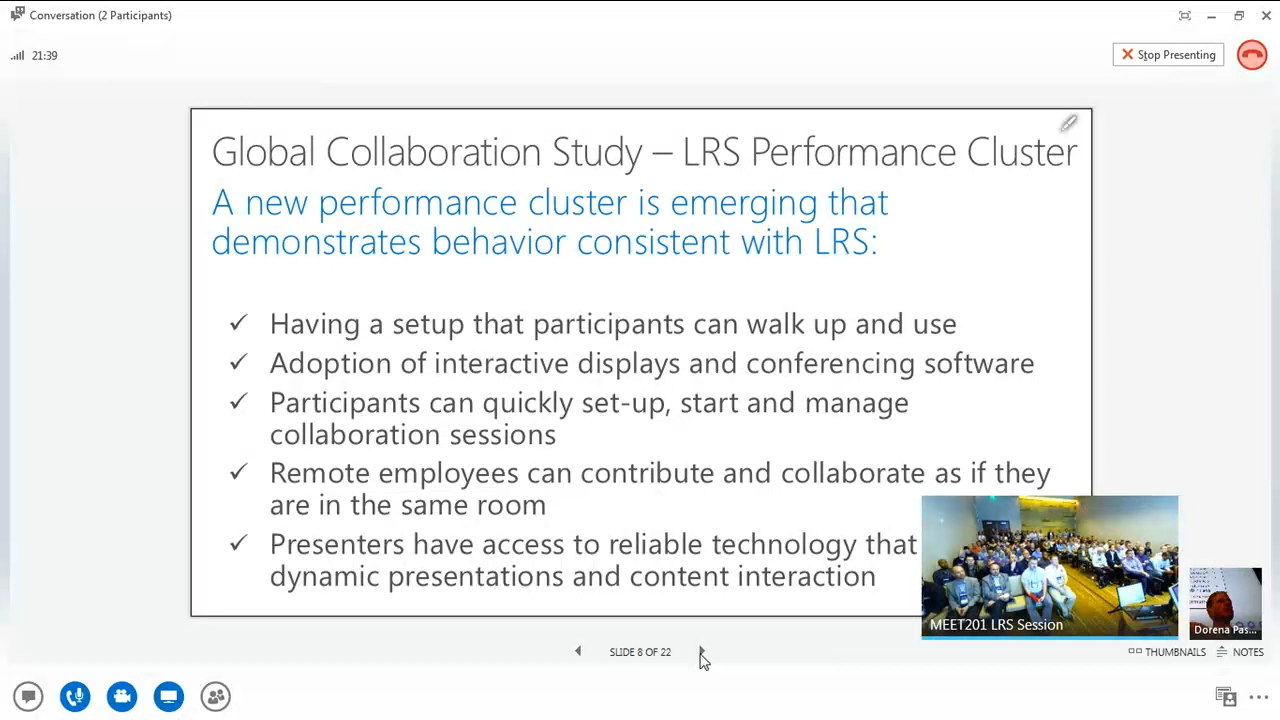 Conversation (2 Participants)
21:39
Stop Presenting
Global Collaboration Study – LRS Performance Cluster
A new performance cluster is emerging that
demonstrates behavior consistent with LRS:
✓ Having a setup that participants can walk up and use
✓ Adoption of interactive displays and conferencing software
✓ Participants can quickly set-up, start and manage
collaboration sessions
✓ Remote employees can contribute and collaborate as if they
are in the same room
✓ Presenters have access to reliable technology that
dynamic presentations and content interaction
MEET201 LRS Session
Dorena Pas...
SLIDE 8 OF 22
THUMBNAILS
NOTES